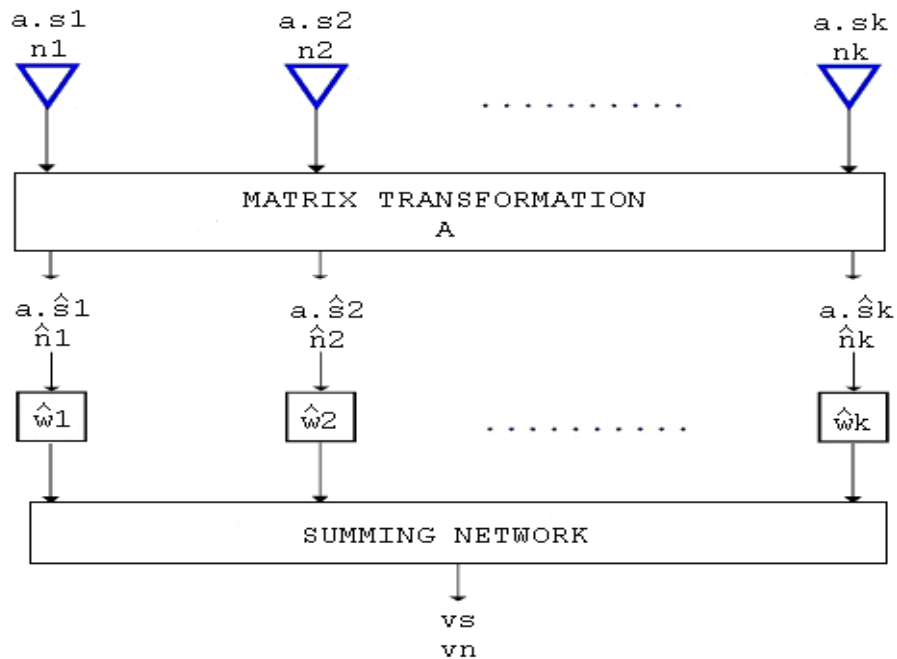 a.s1 a.s2 a.sk
n1 n2 nk
MATRIX TRANSFORMATION
A
a.ŝ1 a.ŝ2 a.ŝk
n̂1 n̂2 n̂k
ŵ1 ŵ2 ŵk
SUMMING NETWORK
vs
vn